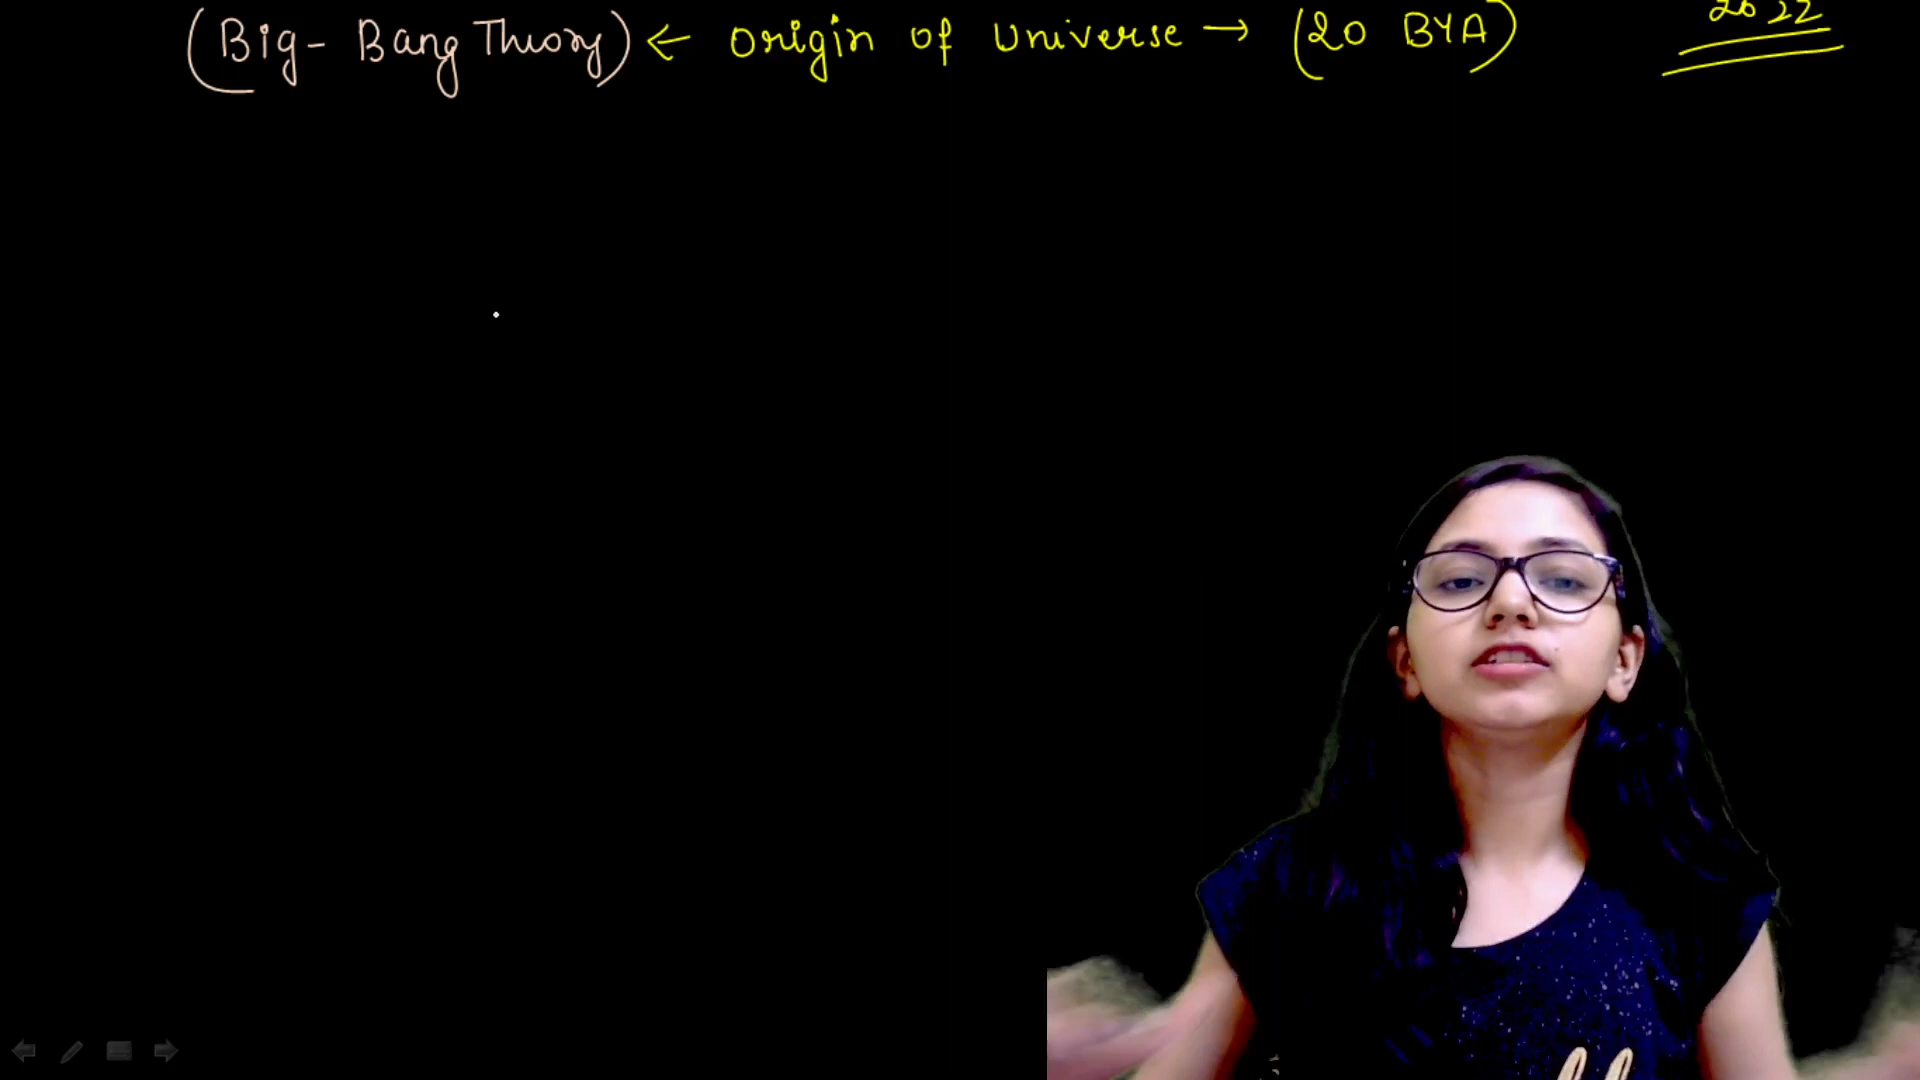 (Big- Bang Theory) ← Origin of Universe → (20 BYA)
2022